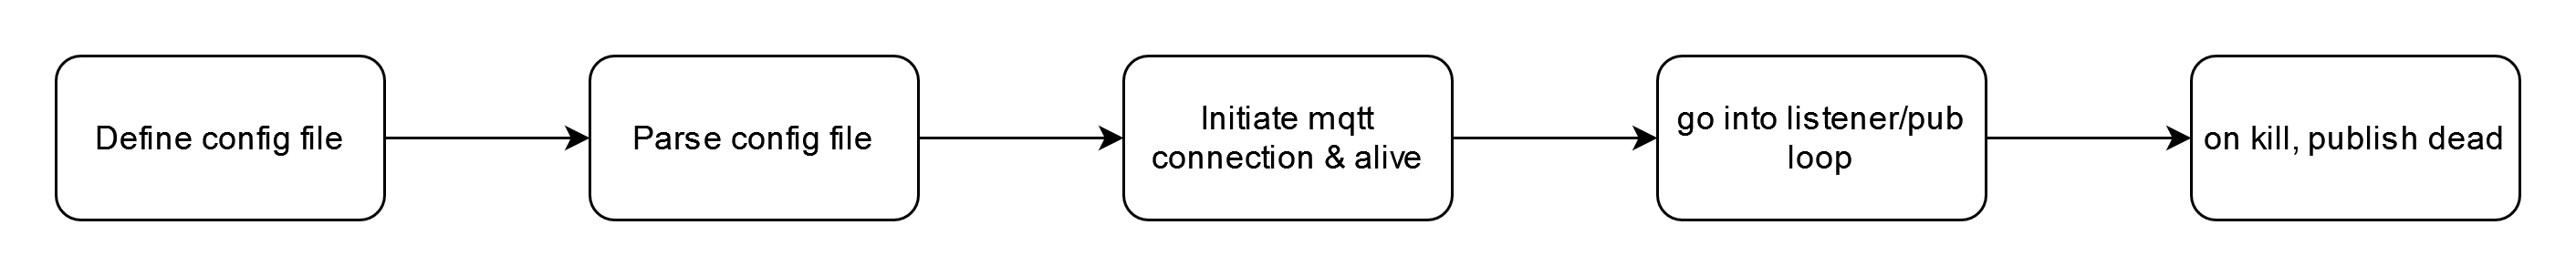 Define config file
Parse config file
Initiate mqtt
connection & alive
go into listener/pub
loop
on kill, publish dead